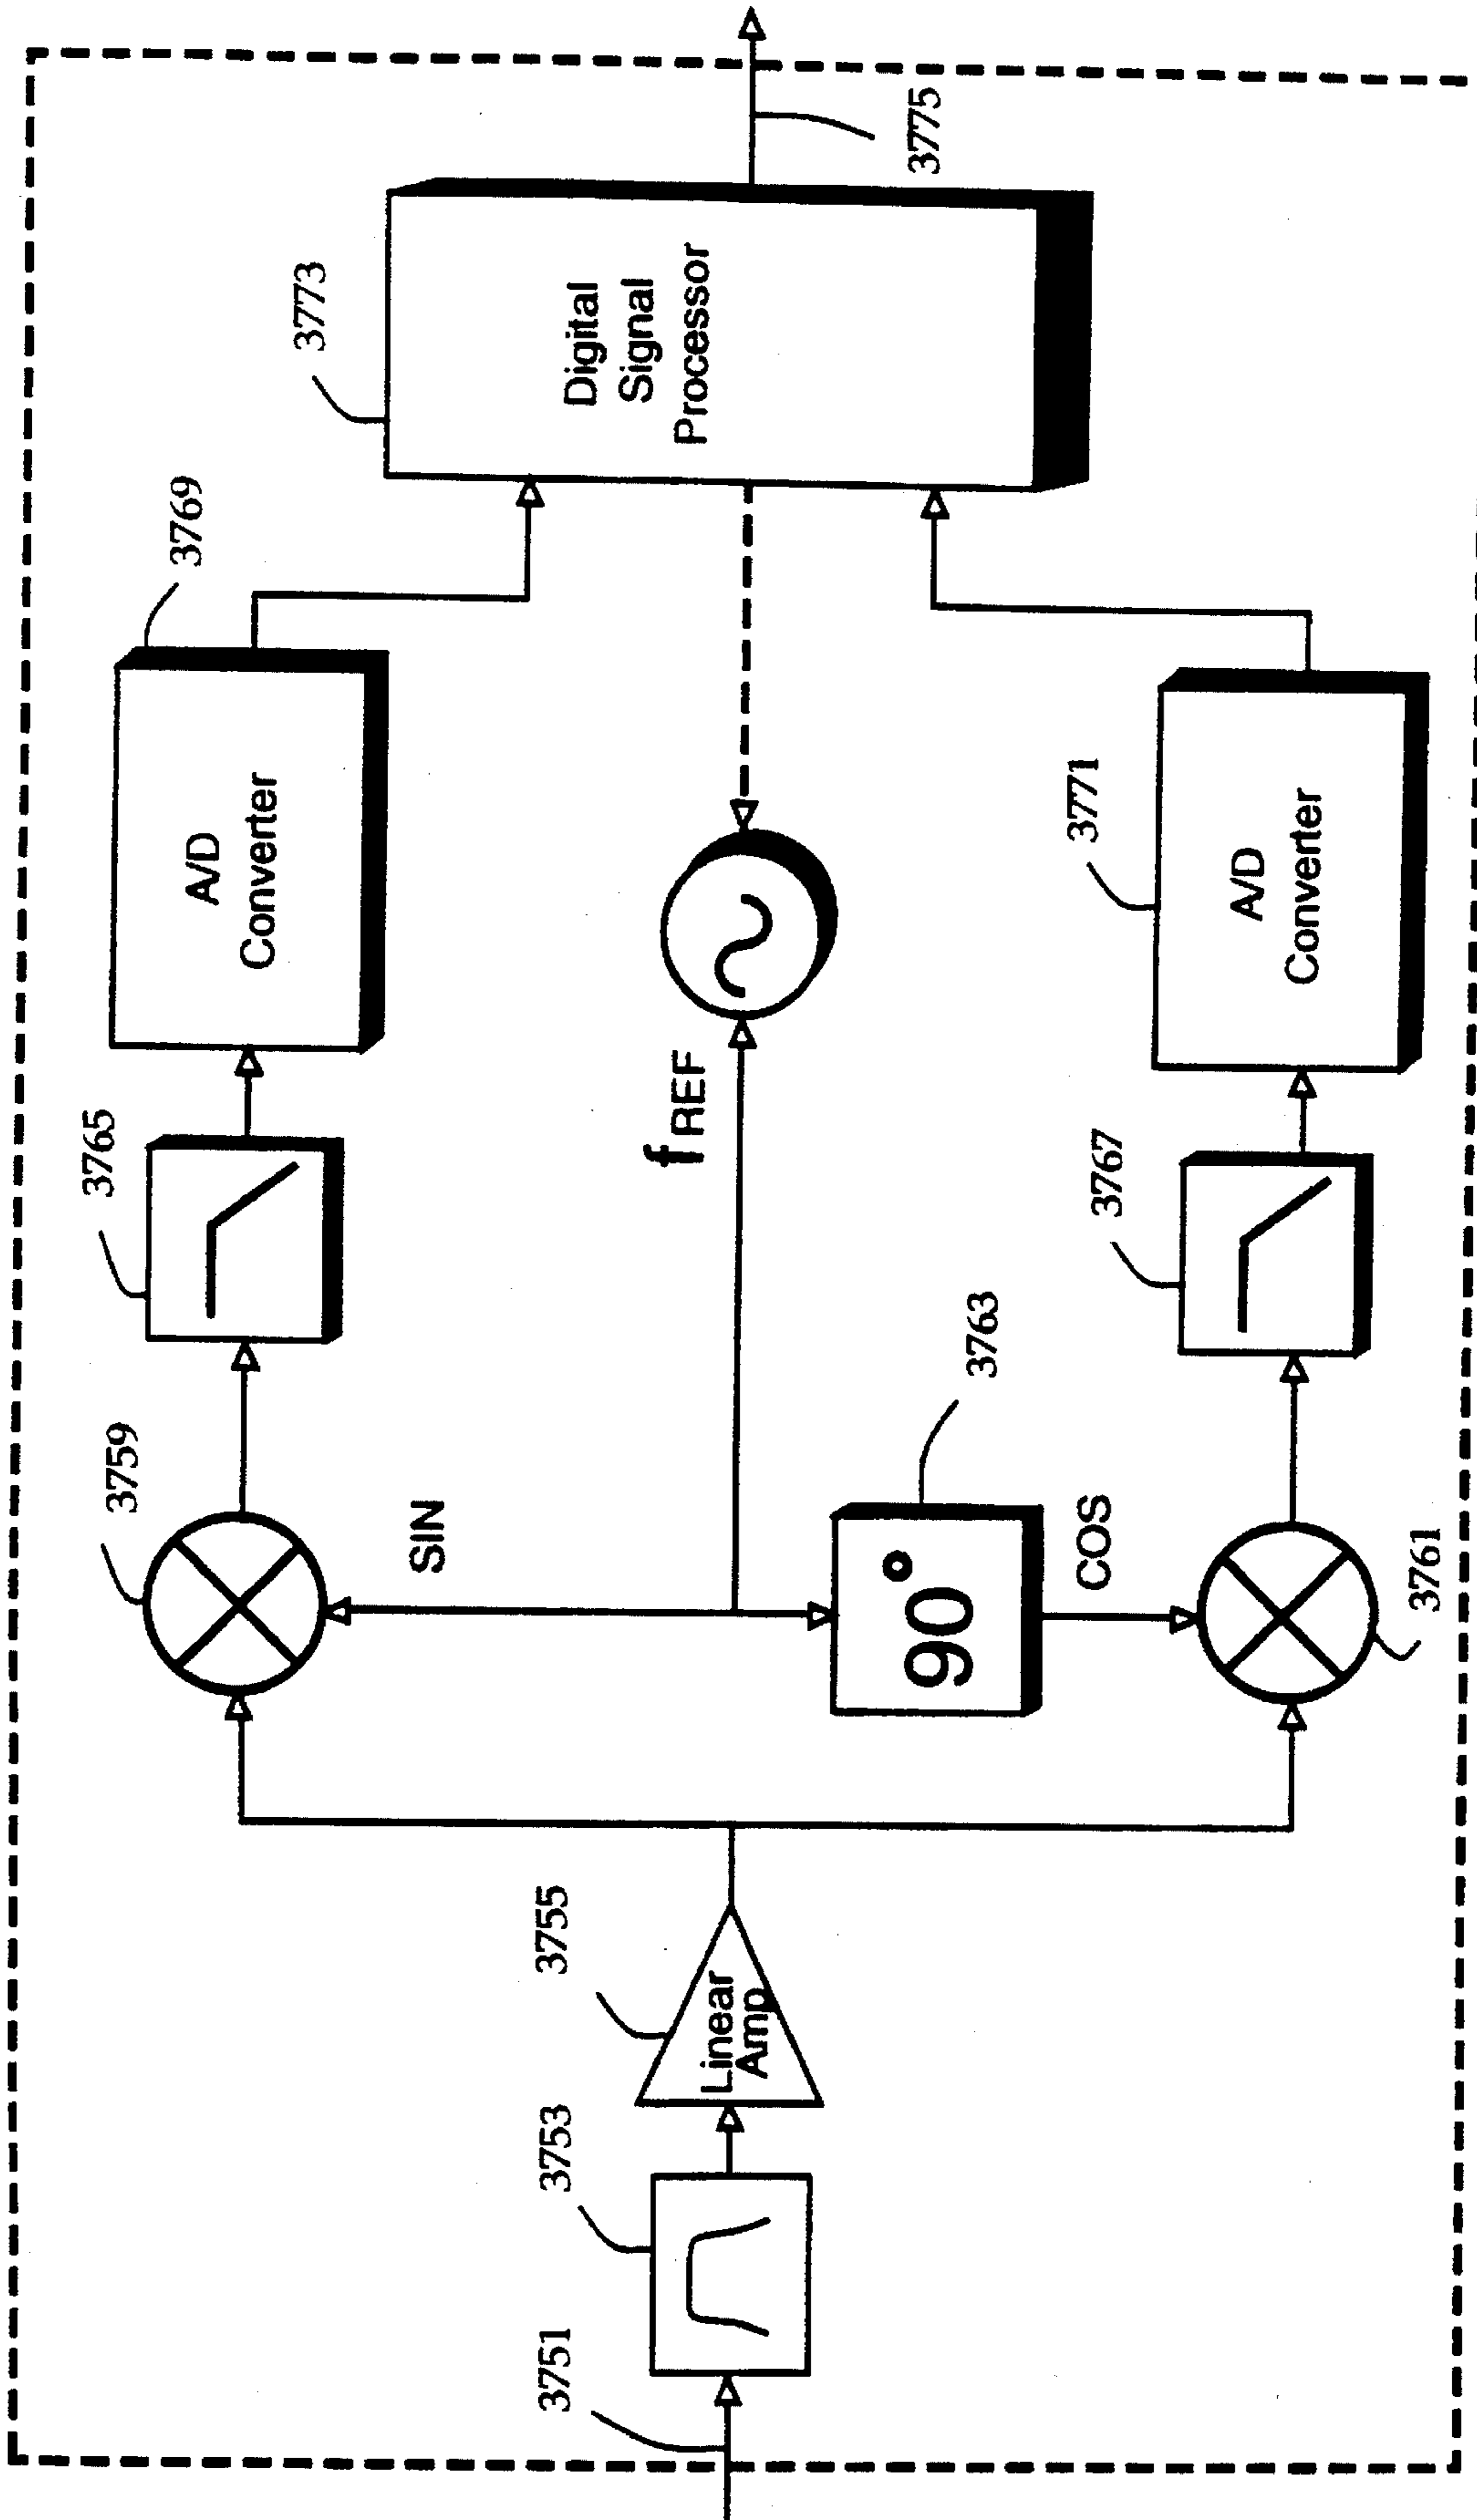 3751
3753
3755
Linear
Amp
3759
SIN
90°
3763
COS
3761
3765
3767
f REF
3769
A/D
Converter
3771
A/D
Converter
3773
Digital
Signal
Processor
3775